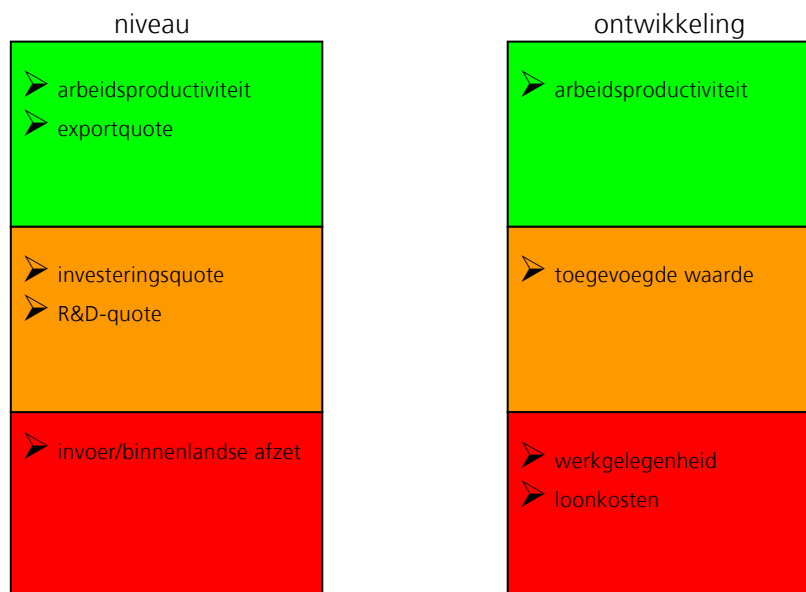 niveau
arbeidsproductiviteit
exportquote
investeringsquote
R&D-quote
invoer/binnenlandse afzet
ontwikkeling
arbeidsproductiviteit
toegevoegde waarde
werkgelegenheid
loonkosten